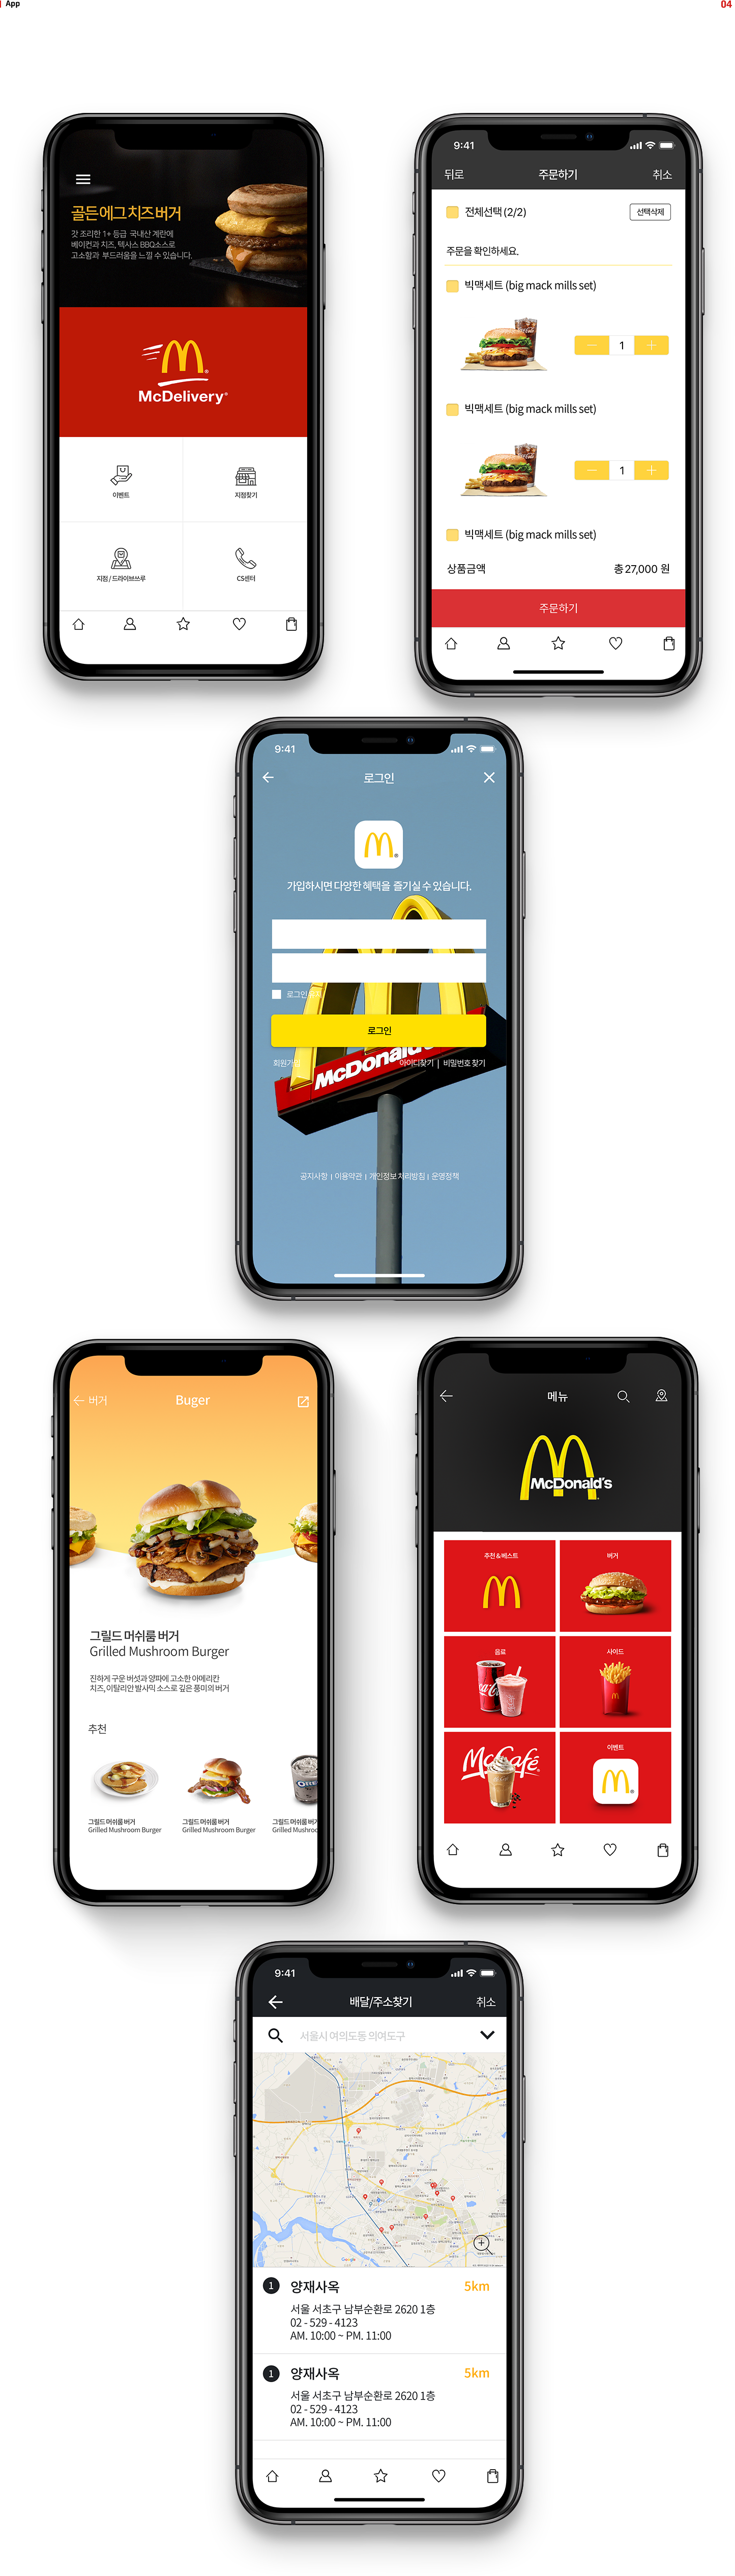 App
04
골든 에그 치즈 버거
갓 조리한 1+ 등급 국내산 계란에
베이컨과 치즈, 텍사스 BBQ소스로
고소함과 부드러움을 느낄 수 있습니다.
McDelivery®
이벤트
지점찾기
지점 / 드라이브쓰루
CS센터
9:41
뒤로
주문하기
취소
전체선택 (2/2)
선택삭제
주문을 확인하세요.
빅맥세트 (big mack mills set)
1
빅맥세트 (big mack mills set)
1
빅맥세트 (big mack mills set)
상품금액
총 27,000 원
주문하기
9:41
로그인
가입하시면 다양한 혜택을 즐기실 수 있습니다.
로그인
로그인
McDonald's
회원가입
아이디찾기 | 비밀번호 찾기
공지사항 | 이용약관 | 개인정보 처리방침 | 운영정책
버거
Buger
그릴드 머쉬룸 버거
Grilled Mushroom Burger
진하게 구운 버섯과 양파에 고소한 아메리칸
치즈, 이탈리안 발사믹 소스로 깊은 풍미의 버거
추천
그릴드 머쉬룸 버거
Grilled Mushroom Burger
그릴드 머쉬룸 버거
Grilled Mushroom Burger
그릴드 머쉬룸 버
Grilled Mushroo
메뉴
McDonald's
추천 & 베스트
버거
음료
사이드
McCafé®
이벤트
9:41
배달/주소찾기
취소
서울시 여의도동 의여도구
Google
1
양재사옥
5km
서울 서초구 남부순환로 2620 1층
02 - 529 - 4123
AM. 10:00 ~ PM. 11:00
1
양재사옥
5km
서울 서초구 남부순환로 2620 1층
02 - 529 - 4123
AM. 10:00 ~ PM. 11:00